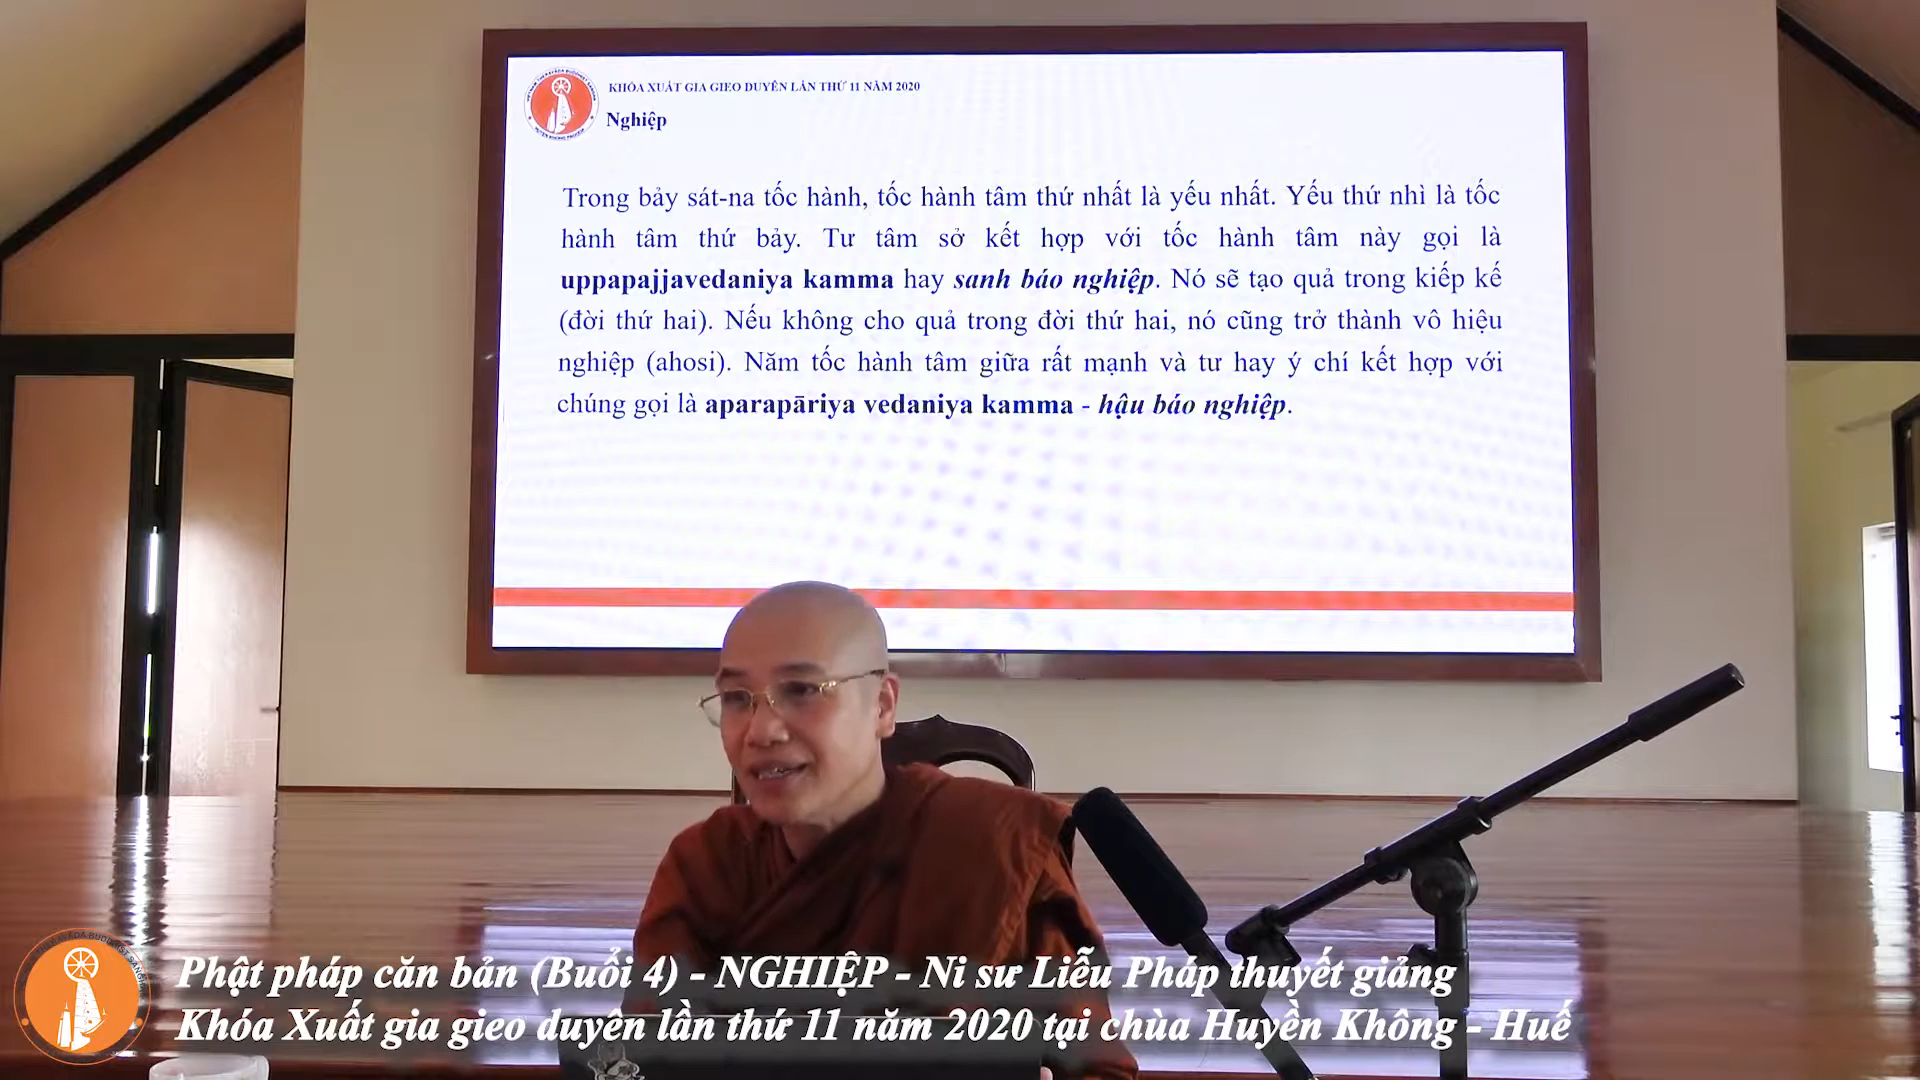 KHÓA XUẤT GIA GIEO DUYÊN LẦN THỨ 11 NĂM 2020
Nghiệp
Trong bảy sát-na tốc hành, tốc hành tâm thứ nhất là yếu nhất. Yếu thứ nhì là tốc
hành tâm thứ bảy. Tư tâm sở kết hợp với tốc hành tâm này gọi là
uppapajjavedaniya kamma hay sanh báo nghiệp. Nó sẽ tạo quả trong kiếp kế
(đời thứ hai). Nếu không cho quả trong đời thứ hai, nó cũng trở thành vô hiệu
nghiệp (ahosi). Năm tốc hành tâm giữa rất mạnh và tư hay ý chí kết hợp với
chúng gọi là aparapāriya vedaniya kamma - hậu báo nghiệp.
Phật pháp căn bản (Buổi 4) - NGHIỆP - Ni sư Liễu Pháp thuyết giảng
Khóa Xuất gia gieo duyên lần thứ 11 năm 2020 tại chùa Huyền Không - Huế